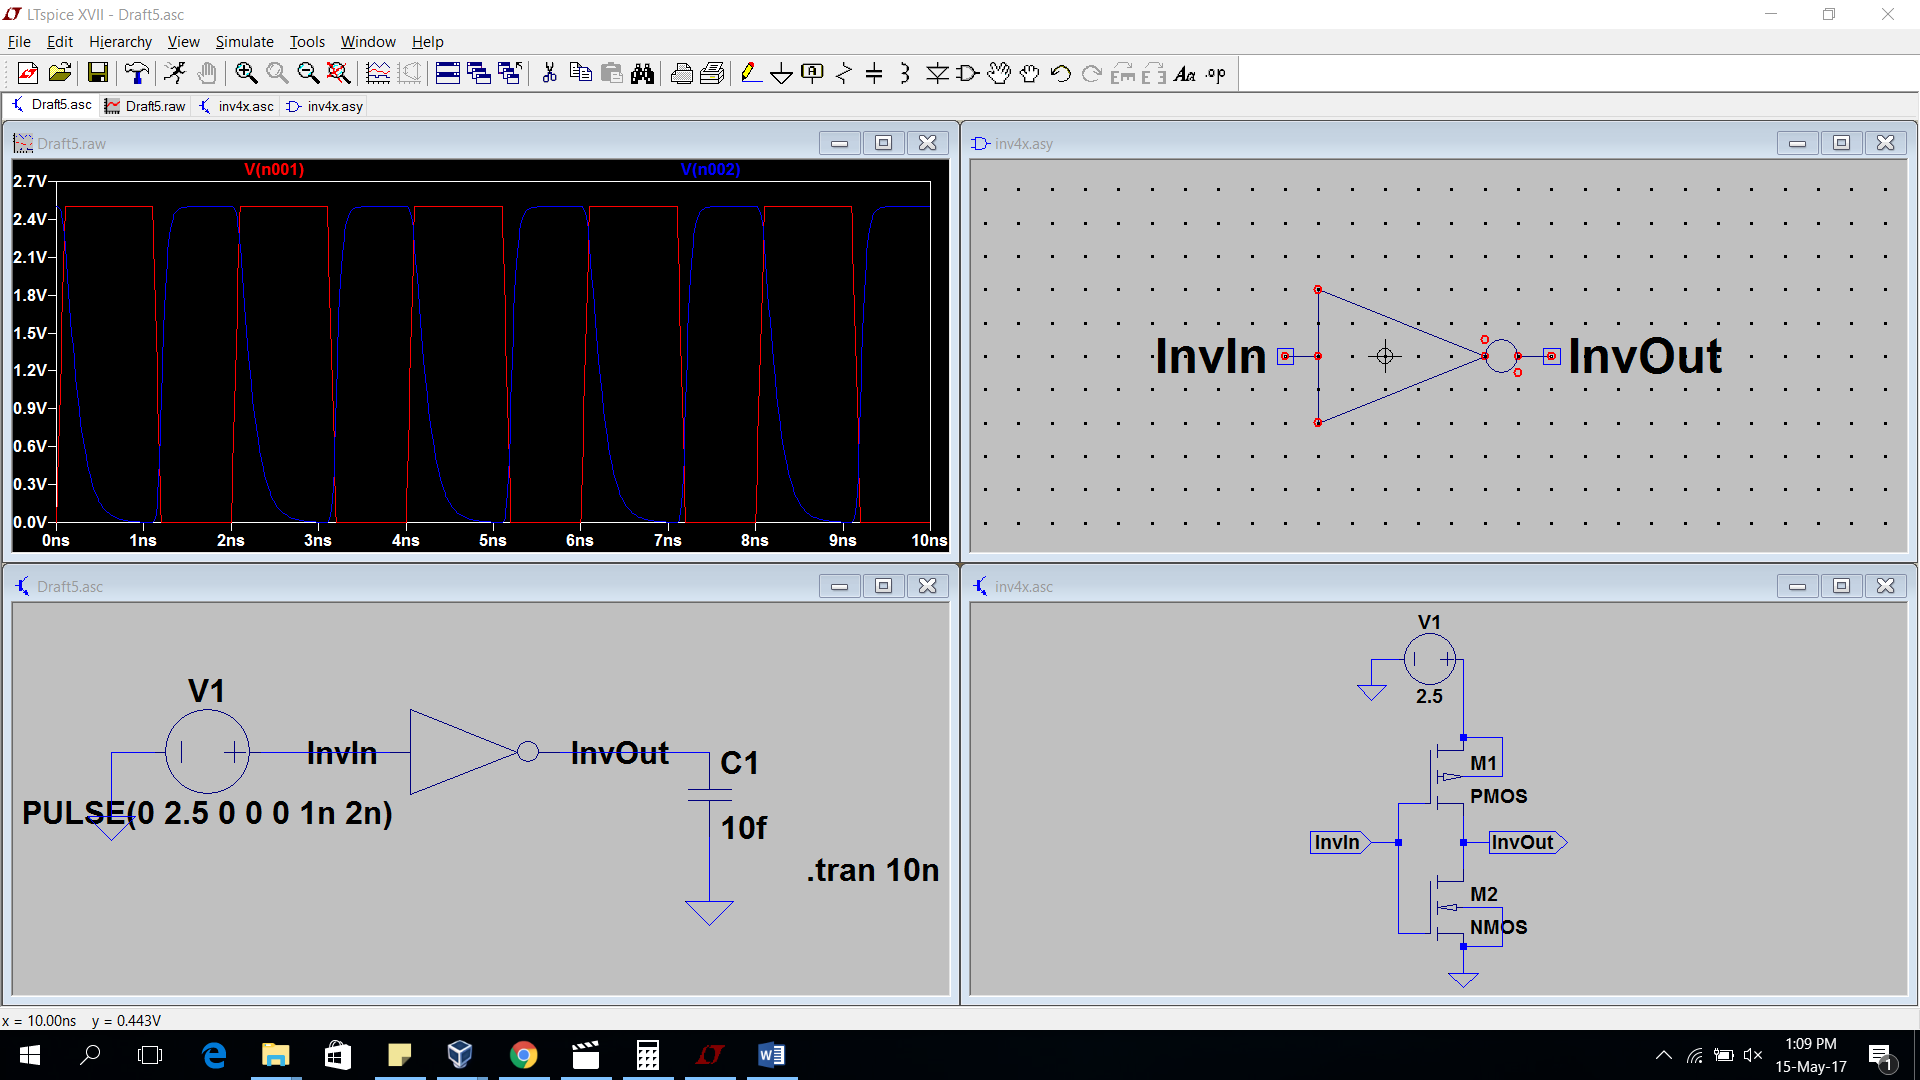 LTspice XVII - Draft5.asc
File Edit Hierarchy View Simulate Tools Window Help
Aa .op
Draft5.asc Draft5.raw inv4x.asc inv4x.asy
Draft5.raw
V(n001) V(n002)
2.7V
2.4V
2.1V
1.8V
1.5V
1.2V
0.9V
0.6V
0.3V
0.0V
0ns 1ns 2ns 3ns 4ns 5ns 6ns 7ns 8ns 9ns 10ns
inv4x.asy
InvIn InvOut
Draft5.asc
V1
InvIn InvOut C1
PULSE(0 2.5 0 0 0 1n 2n)
10f
.tran 10n
inv4x.asc
V1
2.5
M1
PMOS
InvIn InvOut
M2
NMOS
x = 10.00ns y = 0.443V
1:09 PM
15-May-17
1